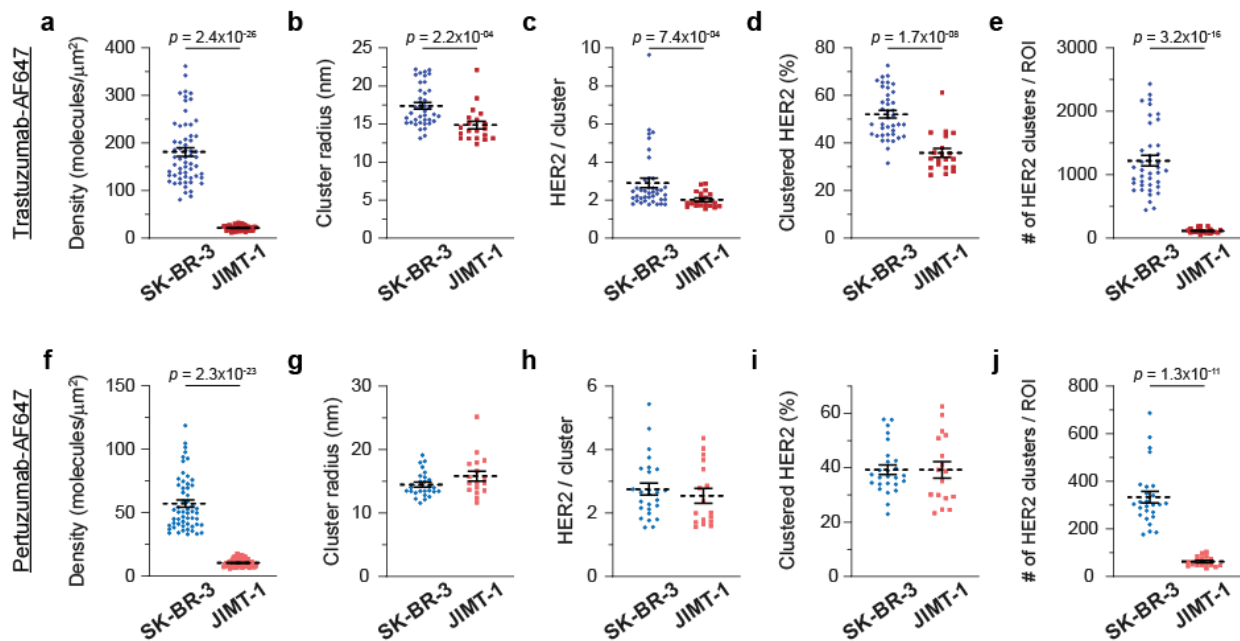 Trastuzumab-AF647
a
p = 2.4x10⁻²⁶
Density (molecules/μm²)
400
300
200
100
0
SK-BR-3
JIMT-1
b
p = 2.2x10⁻⁰⁴
Cluster radius (nm)
25
20
15
10
5
0
SK-BR-3
JIMT-1
c
p = 7.4x10⁻⁰⁴
HER2 / cluster
10
8
6
4
2
0
SK-BR-3
JIMT-1
d
p = 1.7x10⁻⁰⁸
Clustered HER2 (%)
80
60
40
20
0
SK-BR-3
JIMT-1
e
p = 3.2x10⁻¹⁶
# of HER2 clusters / ROI
3000
2000
1000
0
SK-BR-3
JIMT-1
Pertuzumab-AF647
f
p = 2.3x10⁻²³
Density (molecules/μm²)
150
100
50
0
SK-BR-3
JIMT-1
g
Cluster radius (nm)
30
20
10
0
SK-BR-3
JIMT-1
h
HER2 / cluster
6
4
2
0
SK-BR-3
JIMT-1
i
Clustered HER2 (%)
60
40
20
0
SK-BR-3
JIMT-1
j
p = 1.3x10⁻¹¹
# of HER2 clusters / ROI
800
600
400
200
0
SK-BR-3
JIMT-1